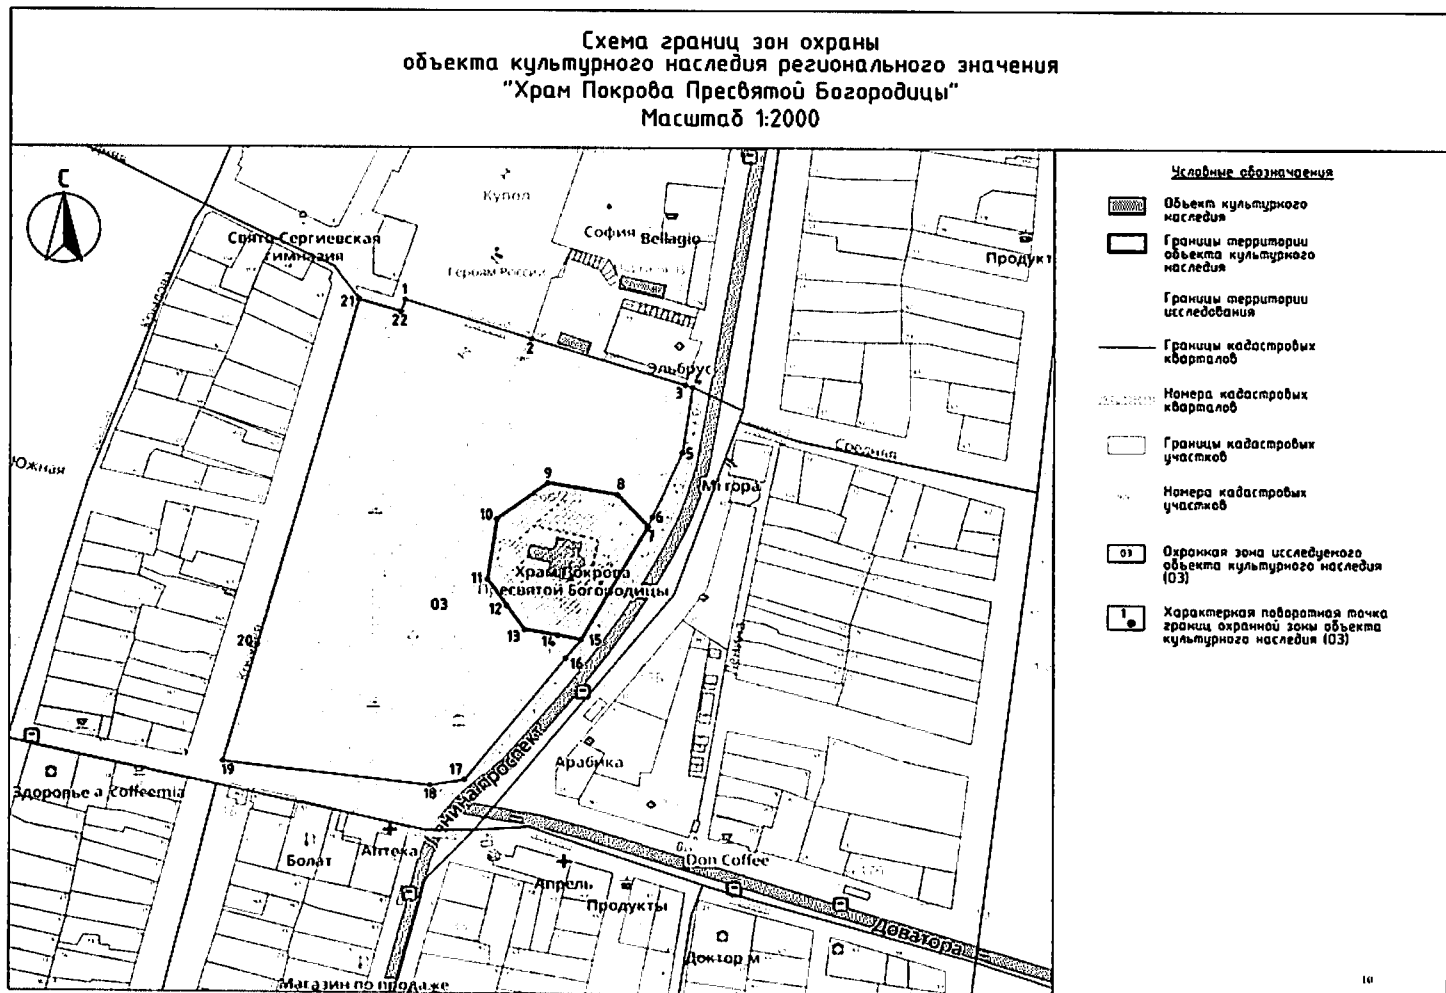 Схема границ зон охраны
объекта культурного наследия регионального значения
"Храм Покрова Пресвятой Богородицы"
Масштаб 1:2000
С
Купол
София
Bellagio
Свято-Сергиевская
гимназия
Героям России
Продукт
21
1
22
2
Эльбрус
3
4
Средняя
5
Южная
Мигора
9
8
10
6
7
11
Храм Покрова
Пресвятой Богородицы
12
03
13
14
15
16
20
Арабика
19
17
18
проспект
Coffeemia
Болат
Аптека
Don Coffee
Апрель
Продукты
Доватора
Доктор М
Магазин по продаже
Условные обозначения
Объект культурного
наследия
Границы территории
объекта культурного
наследия
Границы территории
исследования
Границы кадастровых
кварталов
Номера кадастровых
кварталов
Границы кадастровых
участков
Номера кадастровых
участков
03
Охранная зона исследуемого
объекта культурного наследия
(03)
1
Характерная поворотная точка
границ охранной зоны объекта
культурного наследия (03)
10